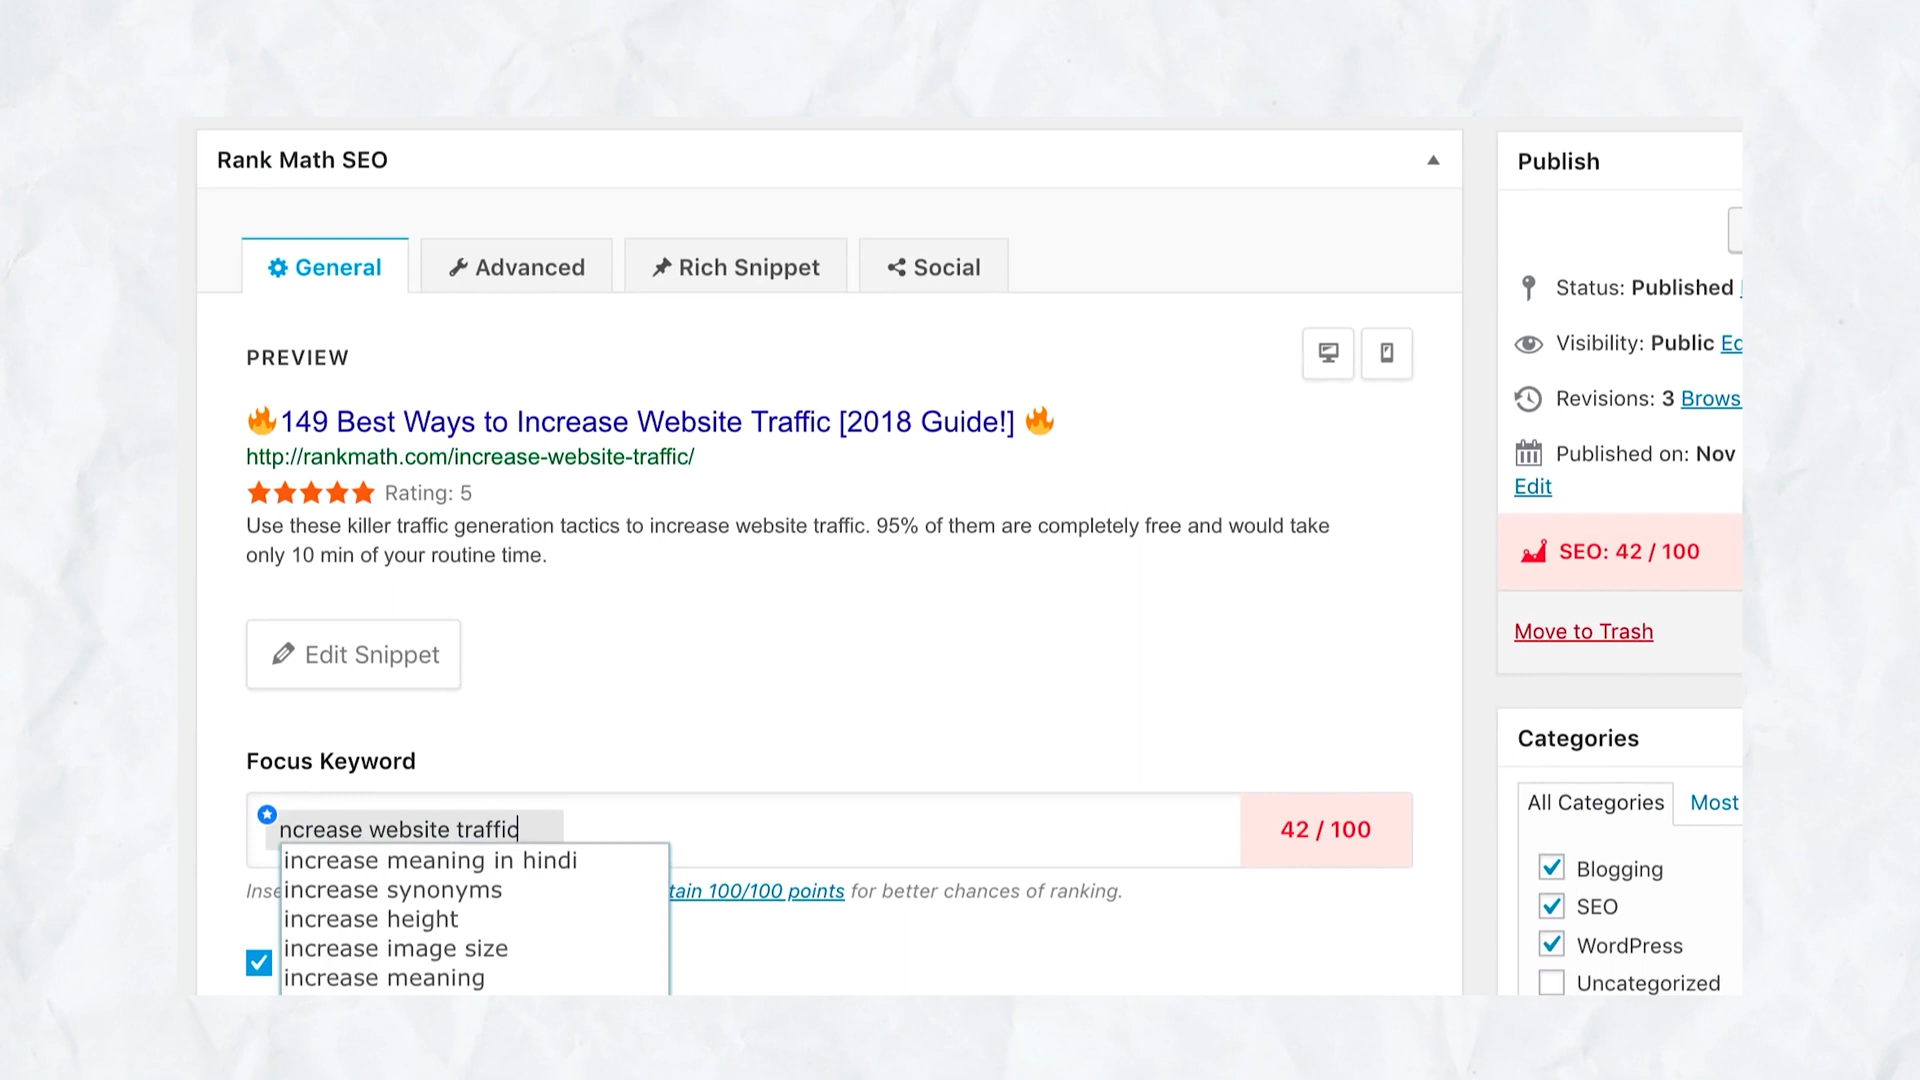 Rank Math SEO
General
Advanced
Rich Snippet
Social
PREVIEW
149 Best Ways to Increase Website Traffic [2018 Guide!]
http://rankmath.com/increase-website-traffic/
Rating: 5
Use these killer traffic generation tactics to increase website traffic. 95% of them are completely free and would take
only 10 min of your routine time.
Edit Snippet
Focus Keyword
ncrease website traffic
42 / 100
increase meaning in hindi
increase synonyms
increase height
increase image size
increase meaning
Inse
tain 100/100 points for better chances of ranking.
Publish
Status: Published
Visibility: Public Ed
Revisions: 3 Brows
Published on: Nov
Edit
SEO: 42 / 100
Move to Trash
Categories
All Categories
Most
Blogging
SEO
WordPress
Uncategorized